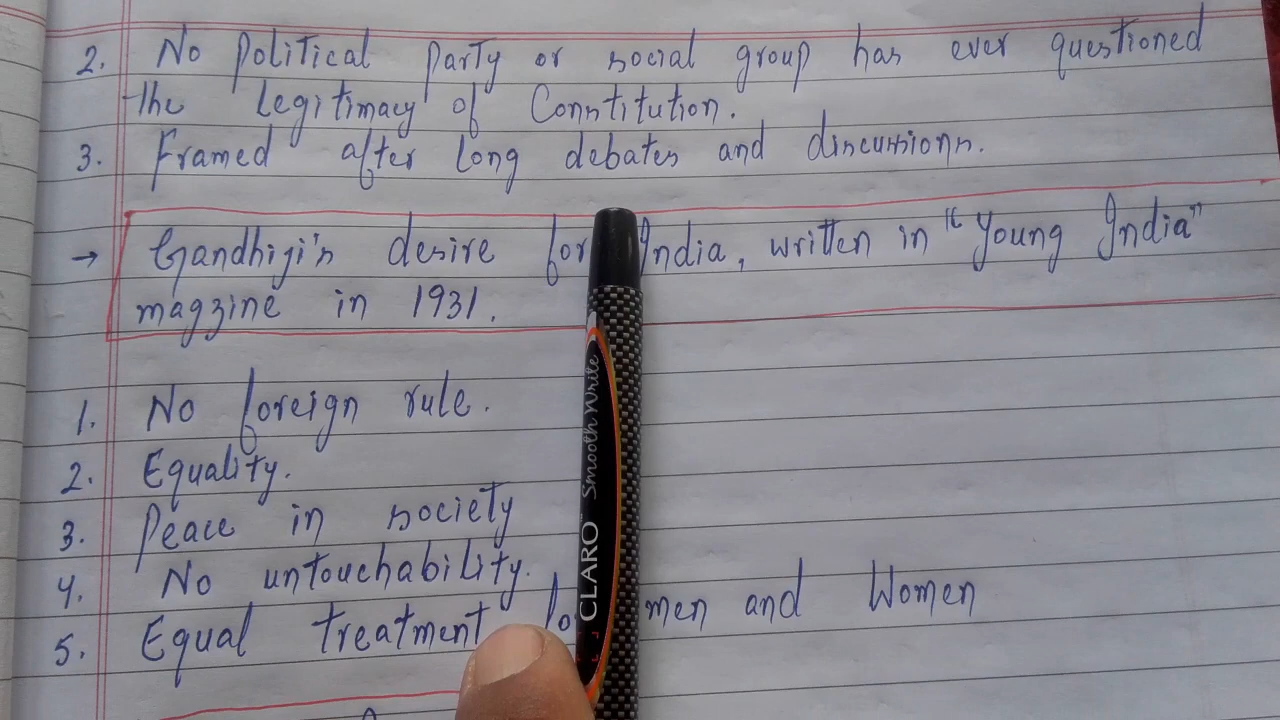 2. No Political Party or social group has ever questioned
the Legitimacy of Constitution.
3. Framed after long debates and discussions.
→ Gandhiji's desire for India, written in "Young India"
magzine in 1931.
1. No foreign rule.
2. Equality.
3. Peace in society
4. No untouchability.
5. Equal treatment fo men and Women
CLARO Smooth Write